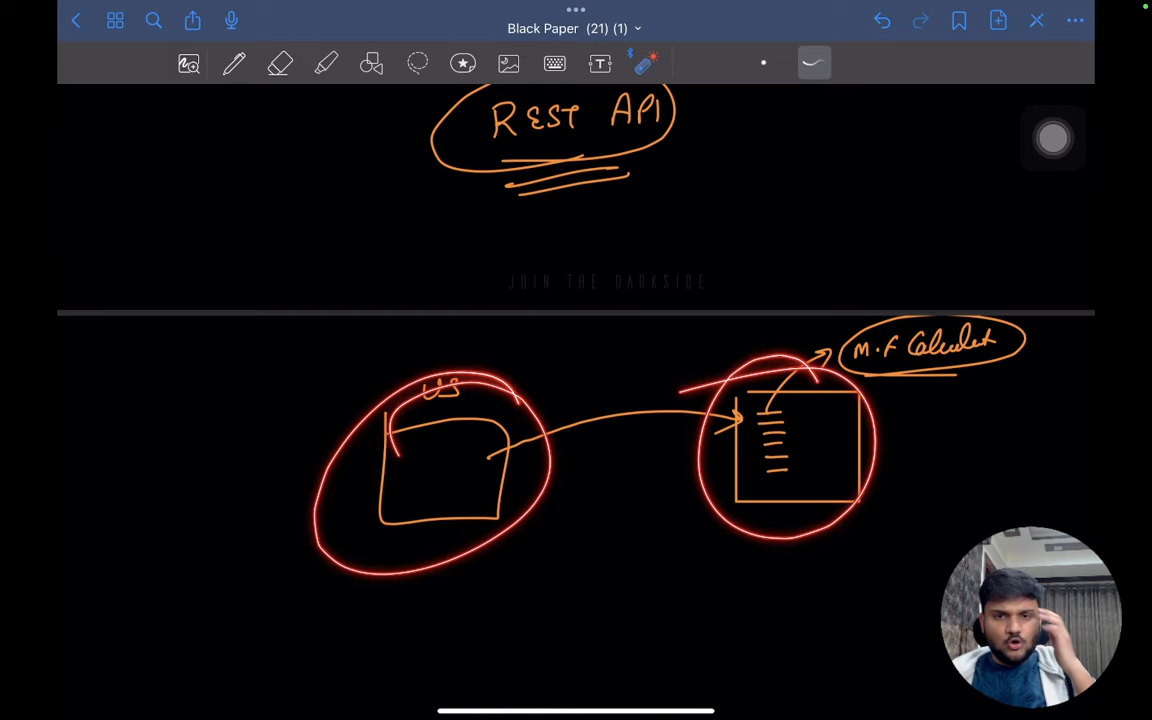 Black Paper (21) (1)
T
REST API
JOIN THE DARKSIDE
M.F Calculat
US